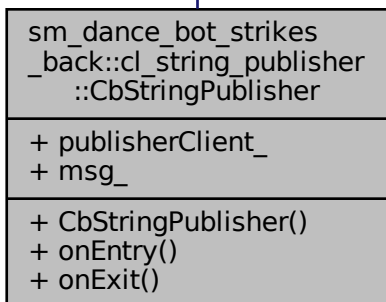 sm_dance_bot_strikes
_back::cl_string_publisher
::CbStringPublisher
+ publisherClient_
+ msg_
+ CbStringPublisher()
+ onEntry()
+ onExit()